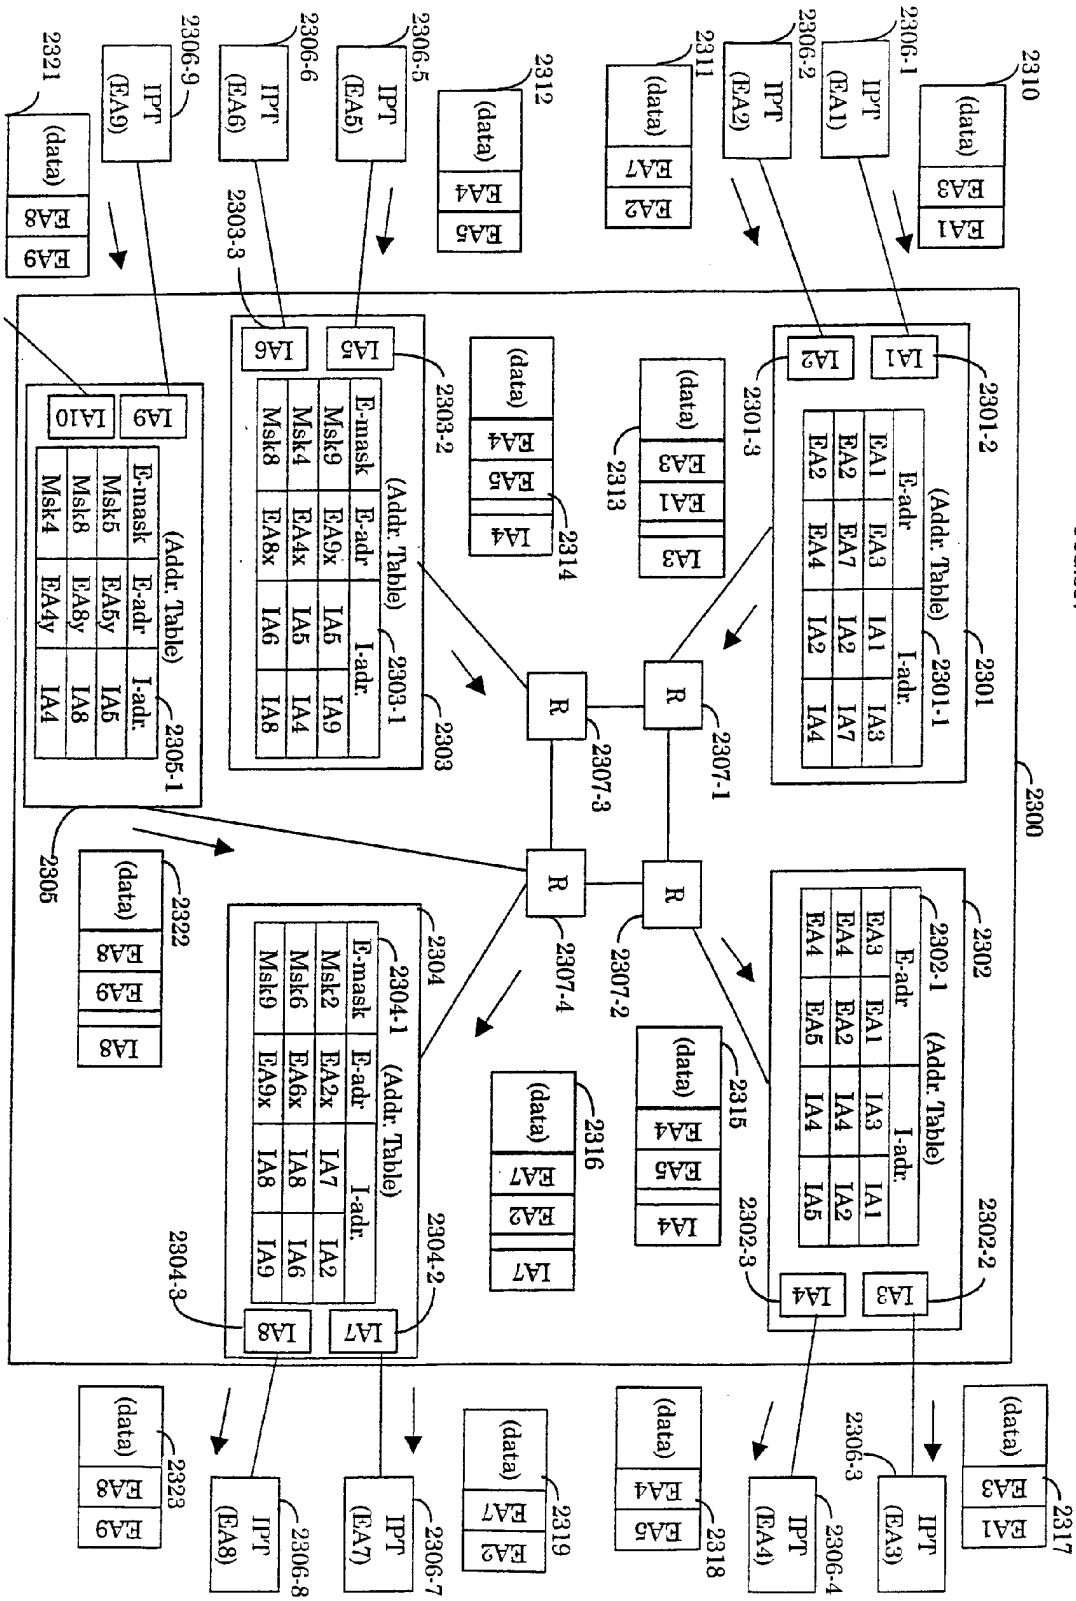 2300
2310
(data) EA3 EA1
2306-1
IPT
(EA1)
2306-2
IPT
(EA2)
2311
(data) EA7 EA2
2312
(data) EA4 EA5
2306-5
IPT
(EA5)
2306-6
IPT
(EA6)
2306-9
IPT
(EA9)
2321
(data) EA8 EA9
2301
2301-2
IA1
IA2
2301-3
(Addr. Table) 2301-1
E-adr I-adr.
EA1 EA3 IA1 IA3
EA2 EA7 IA2 IA7
EA2 EA4 IA2 IA4
(data) EA3 EA1 IA3
2313
(data) EA4 EA5 IA4
2314
2303-2
IA5
IA6
2303-3
2303
(Addr. Table) 2303-1
E-mask E-adr I-adr.
Msk9 EA9x IA5 IA9
Msk4 EA4x IA5 IA4
Msk8 EA8x IA6 IA8
IA9
IA10
(Addr. Table) 2305-1
E-mask E-adr I-adr.
Msk5 EA5y IA5
Msk8 EA8y IA8
Msk4 EA4y IA4
2305
R
2307-1
R
2307-2
R
2307-3
R
2307-4
2302
2302-1 (Addr. Table)
E-adr I-adr.
EA3 EA1 IA3 IA1
EA4 EA2 IA4 IA2
EA4 EA5 IA4 IA5
2302-2
IA3
IA4
2302-3
2315
(data) EA4 EA5 IA4
2316
(data) EA7 EA2 IA7
2304
2304-1 (Addr. Table)
E-mask E-adr I-adr.
Msk2 EA2x IA7 IA2
Msk6 EA6x IA8 IA6
Msk9 EA9x IA8 IA9
2304-2
IA7
IA8
2304-3
2322
(data) EA8 EA9 IA8
2317
(data) EA3 EA1
2306-3
IPT
(EA3)
2306-4
IPT
(EA4)
2318
(data) EA4 EA5
2319
(data) EA7 EA2
2306-7
IPT
(EA7)
2306-8
IPT
(EA8)
2323
(data) EA8 EA9